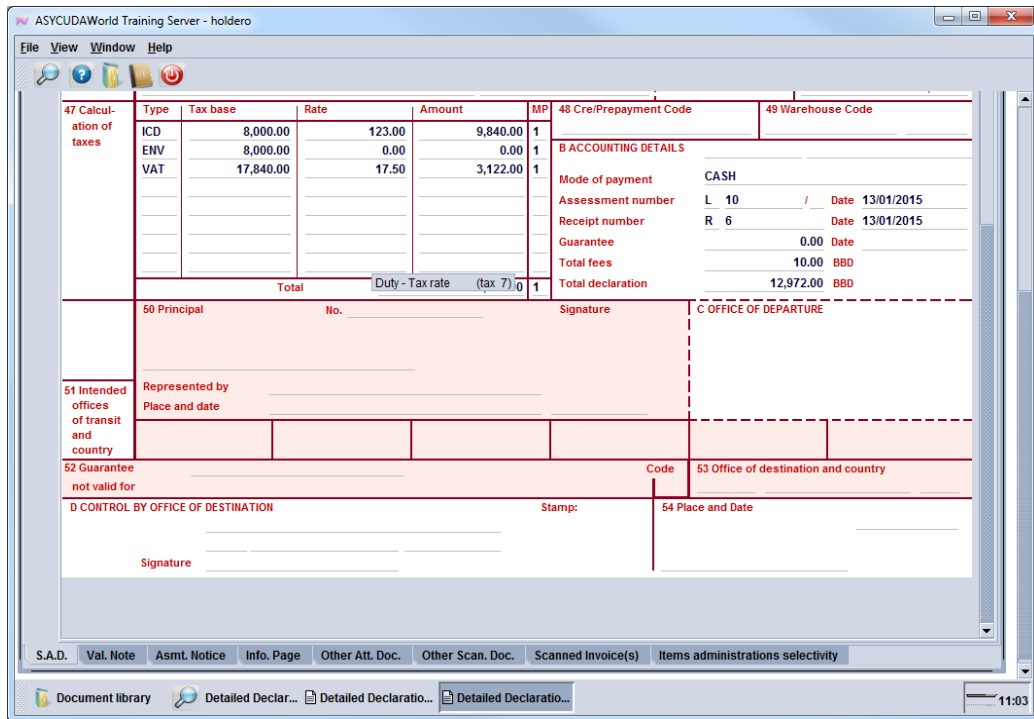 ASYCUDAWorld Training Server - holdero
File View Window Help
47 Calcul- Type Tax base Rate Amount MP 48 Cre/Prepayment Code 49 Warehouse Code
ation of
taxes
ICD 8,000.00 123.00 9,840.00 1
ENV 8,000.00 0.00 0.00 1 B ACCOUNTING DETAILS
VAT 17,840.00 17.50 3,122.00 1
Mode of payment CASH
Assessment number L 10 / Date 13/01/2015
Receipt number R 6 Date 13/01/2015
Guarantee 0.00 Date
Total fees 10.00 BBD
Total Duty - Tax rate (tax 7) 0 1 Total declaration 12,972.00 BBD
50 Principal No. Signature C OFFICE OF DEPARTURE
Represented by
51 Intended
offices Place and date
of transit
and
country
52 Guarantee Code 53 Office of destination and country
not valid for
D CONTROL BY OFFICE OF DESTINATION Stamp: 54 Place and Date
Signature
S.A.D. Val. Note Asmt. Notice Info. Page Other Att. Doc. Other Scan. Doc. Scanned Invoice(s) Items administrations selectivity
Document library Detailed Declar... Detailed Declaratio... Detailed Declaratio... 11:03